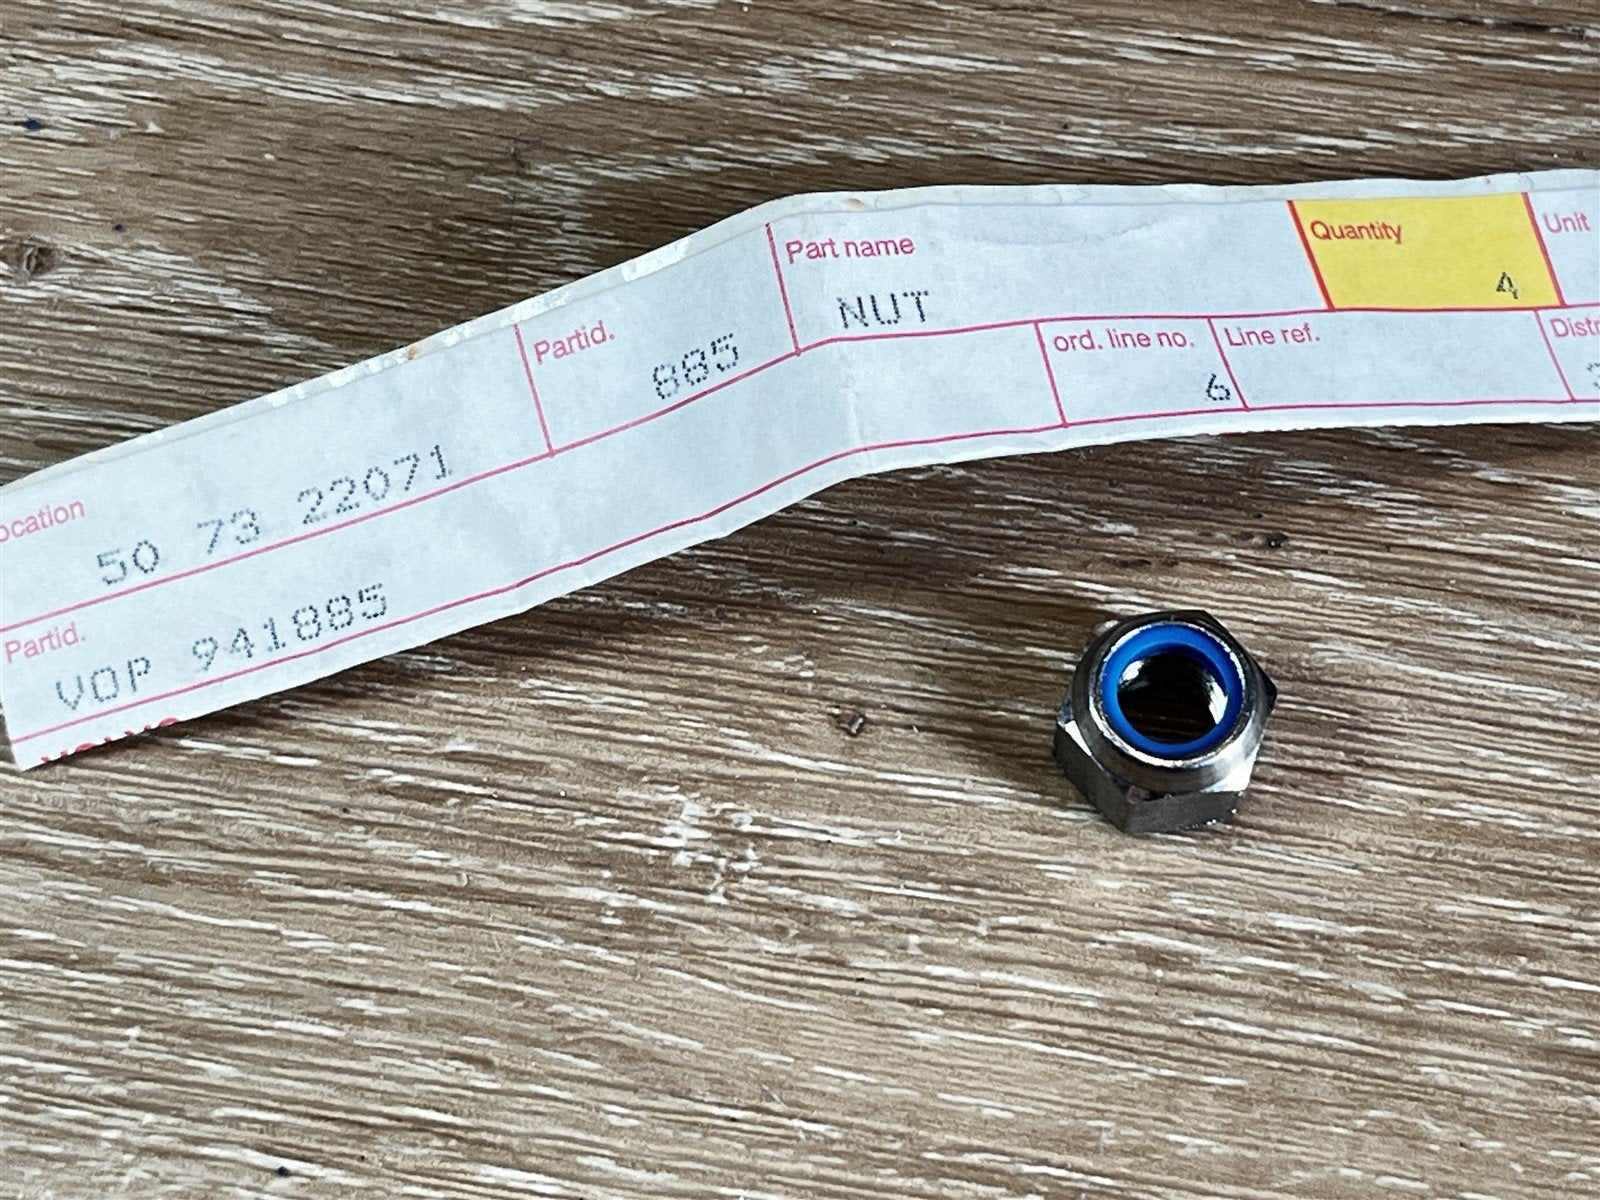 Part name
NUT
Quantity
4
Unit
Partid.
885
ord. line no.
6
Line ref.
ocation
50 73 22071
Partid.
VOP 941885